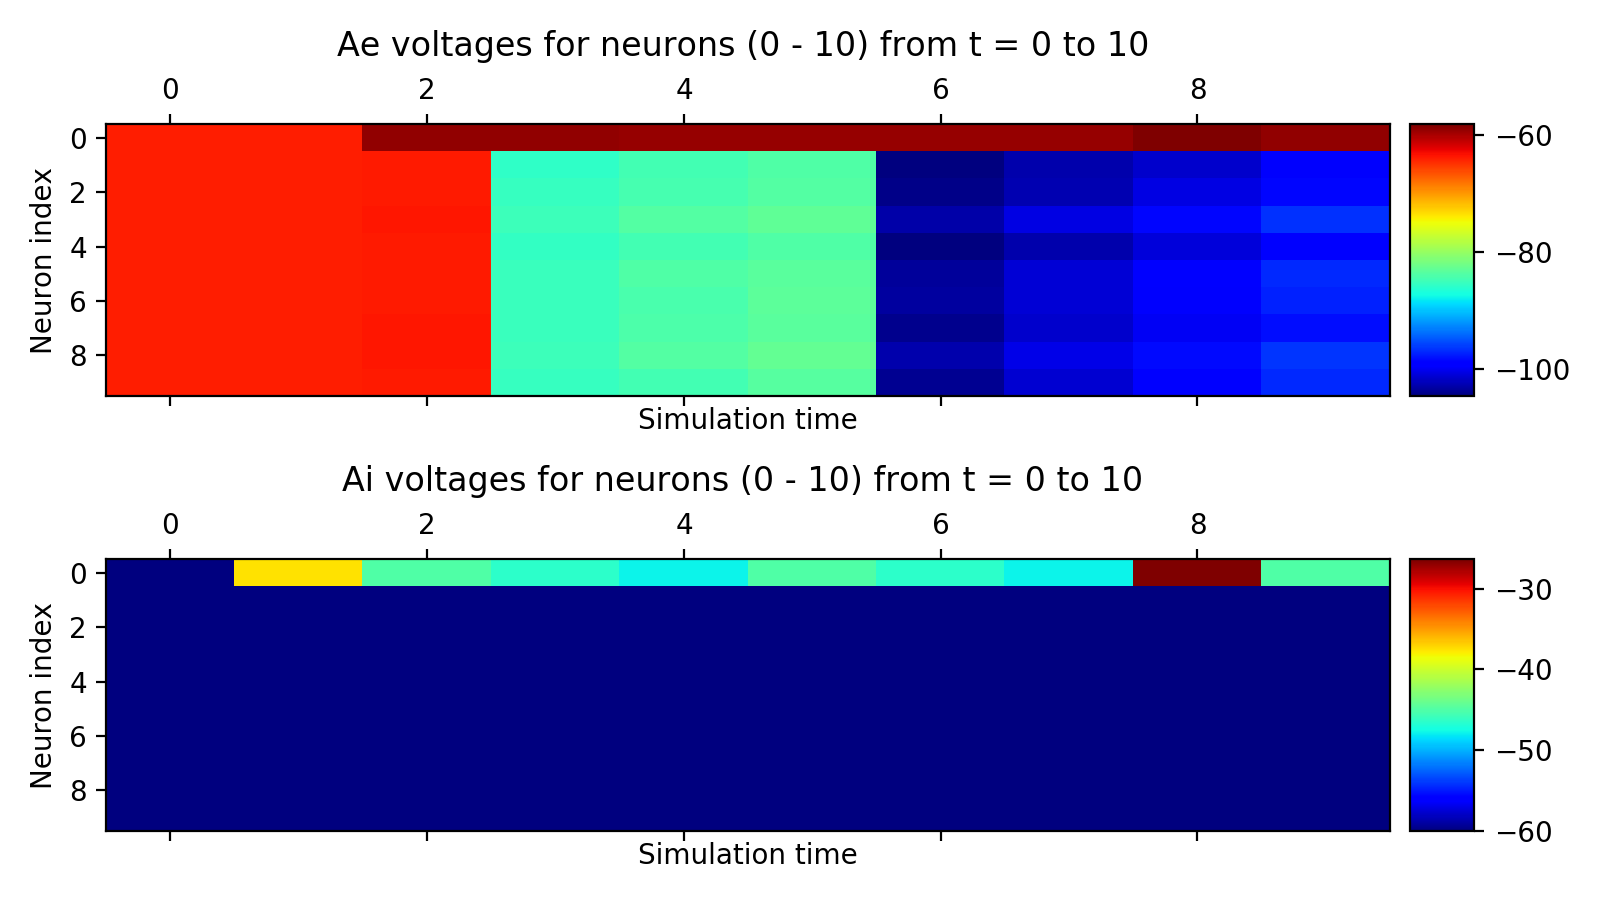 Ae voltages for neurons (0 - 10) from t = 0 to 10
0 2 4 6 8
Neuron index
0
2
4
6
8
−60
−80
−100
Simulation time
Ai voltages for neurons (0 - 10) from t = 0 to 10
0 2 4 6 8
Neuron index
0
2
4
6
8
−30
−40
−50
−60
Simulation time